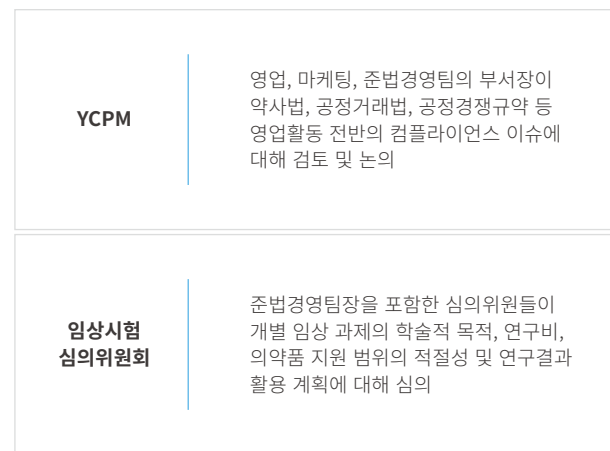 YCPM
영업, 마케팅, 준법경영팀의 부서장이
약사법, 공정거래법, 공정경쟁규약 등
영업활동 전반의 컴플라이언스 이슈에
대해 검토 및 논의
임상시험
심의위원회
준법경영팀장을 포함한 심의위원들이
개별 임상 과제의 학술적 목적, 연구비,
의약품 지원 범위의 적절성 및 연구결과
활용 계획에 대해 심의